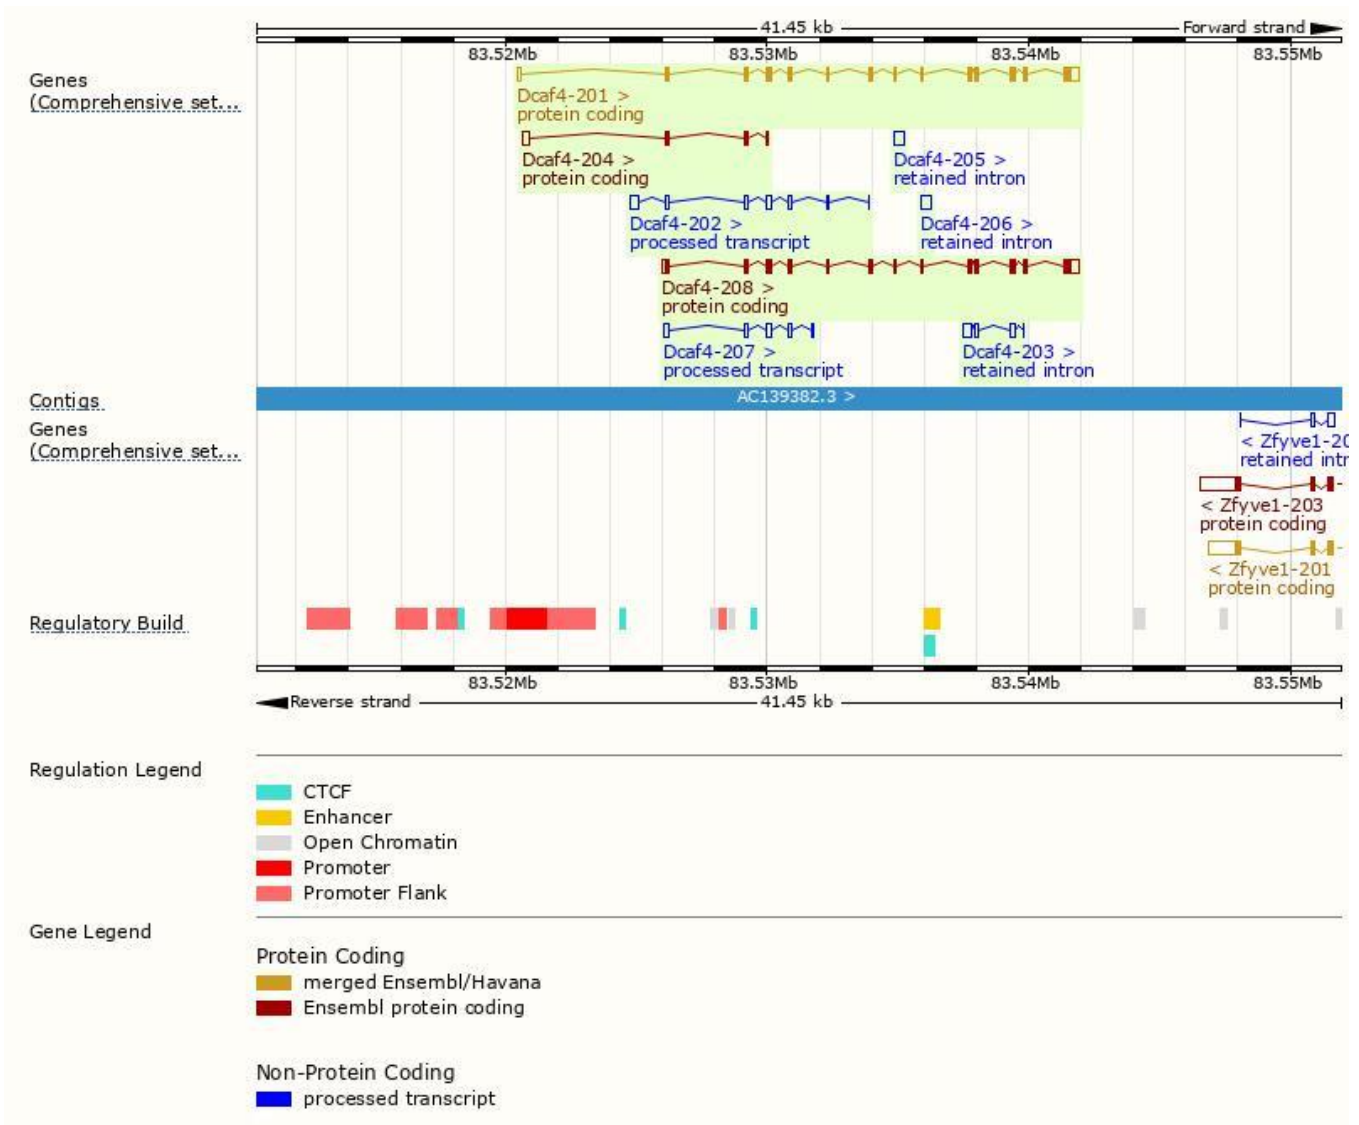 41.45 kb Forward strand
83.52Mb 83.53Mb 83.54Mb 83.55Mb
Genes
(Comprehensive set...
Dcaf4-201 >
protein coding
Dcaf4-204 > Dcaf4-205 >
protein coding retained intron
Dcaf4-202 > Dcaf4-206 >
processed transcript retained intron
Dcaf4-208 >
protein coding
Dcaf4-207 > Dcaf4-203 >
processed transcript retained intron
Contigs AC139382.3 >
Genes
(Comprehensive set...
< Zfyve1-20
retained intr
< Zfyve1-203
protein coding
< Zfyve1-201
protein coding
Regulatory Build
83.52Mb 83.53Mb 83.54Mb 83.55Mb
Reverse strand 41.45 kb
Regulation Legend
CTCF
Enhancer
Open Chromatin
Promoter
Promoter Flank
Gene Legend
Protein Coding
merged Ensembl/Havana
Ensembl protein coding
Non-Protein Coding
processed transcript